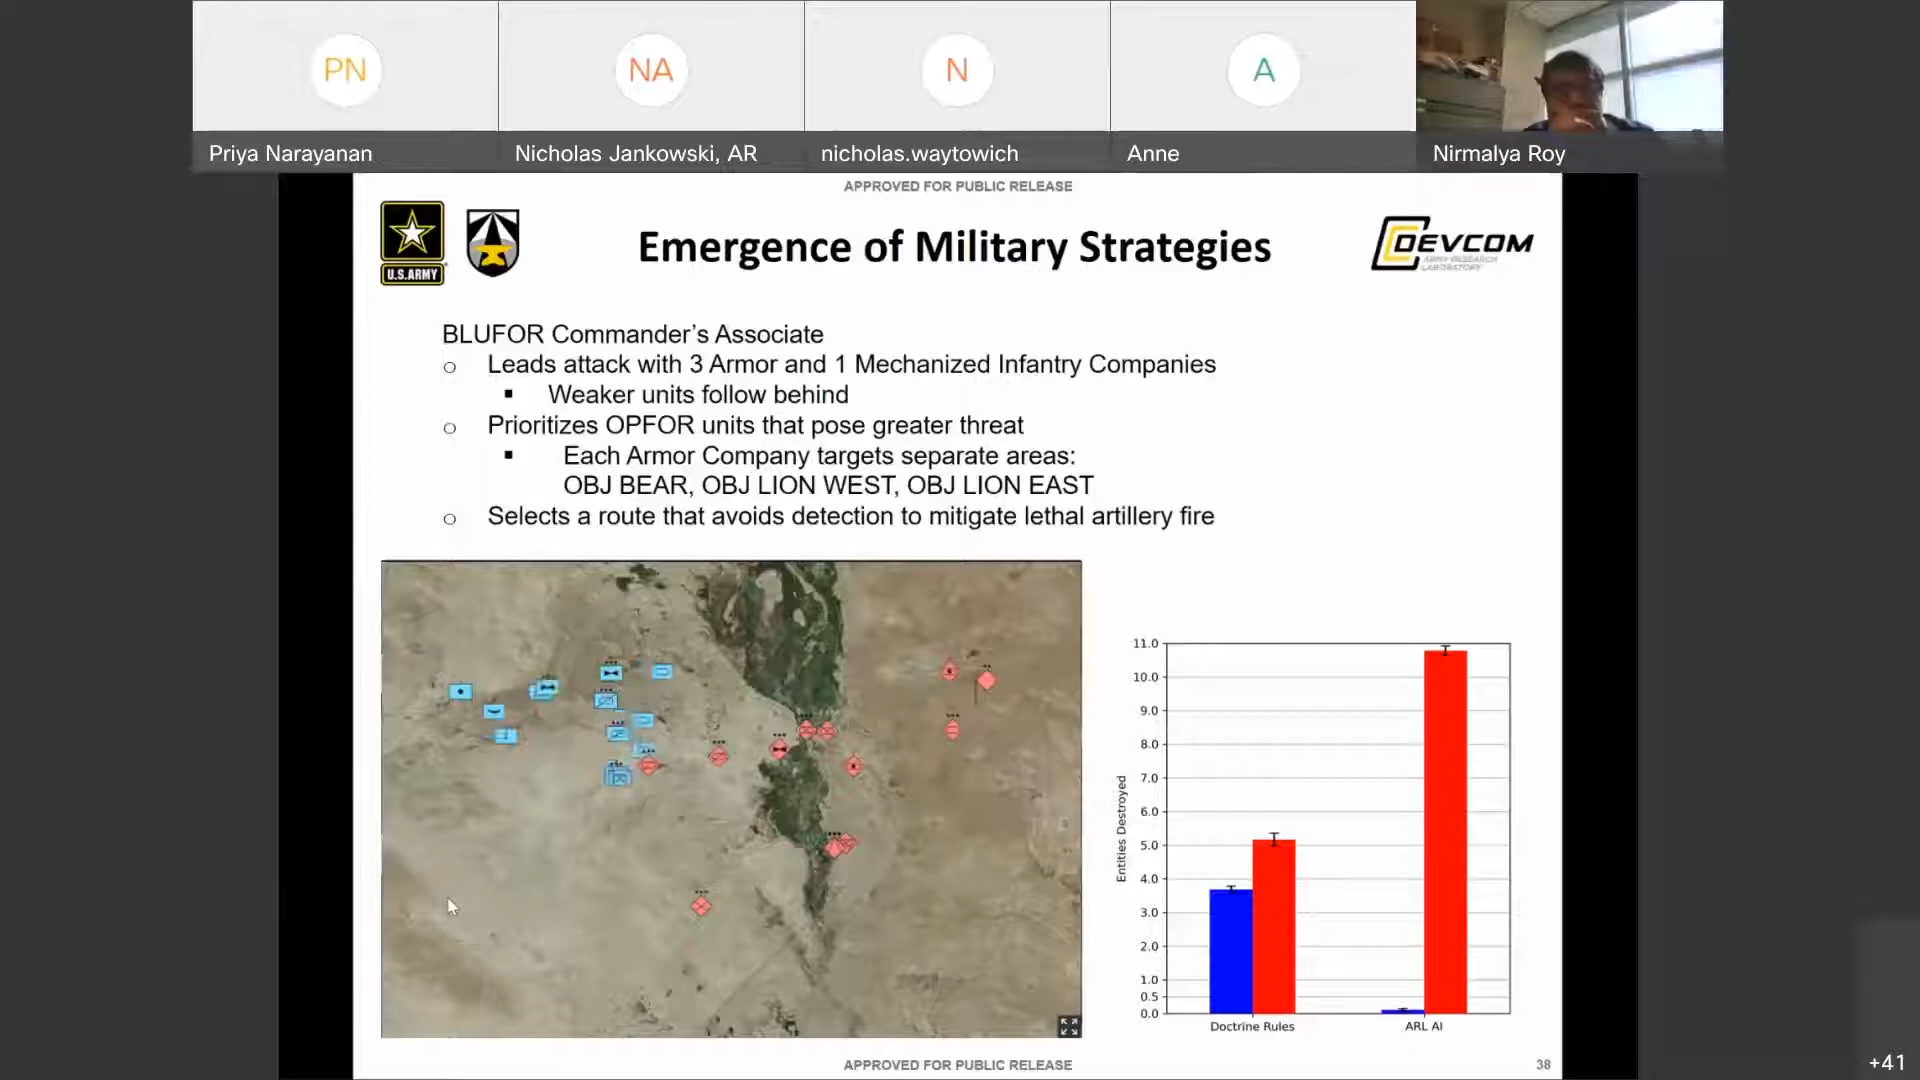 PN
NA
N
A
Priya Narayanan
Nicholas Jankowski, AR
nicholas.waytowich
Anne
Nirmalya Roy
APPROVED FOR PUBLIC RELEASE
U.S.ARMY
Emergence of Military Strategies
DEVCOM
ARMY RESEARCH
LABORATORY
BLUFOR Commander's Associate
o Leads attack with 3 Armor and 1 Mechanized Infantry Companies
▪ Weaker units follow behind
o Prioritizes OPFOR units that pose greater threat
▪ Each Armor Company targets separate areas:
OBJ BEAR, OBJ LION WEST, OBJ LION EAST
o Selects a route that avoids detection to mitigate lethal artillery fire
Entities Destroyed
11.0
10.0
9.0
8.0
7.0
6.0
5.0
4.0
3.0
2.0
1.0
0.5
0.0
Doctrine Rules
ARL AI
APPROVED FOR PUBLIC RELEASE
38
+41